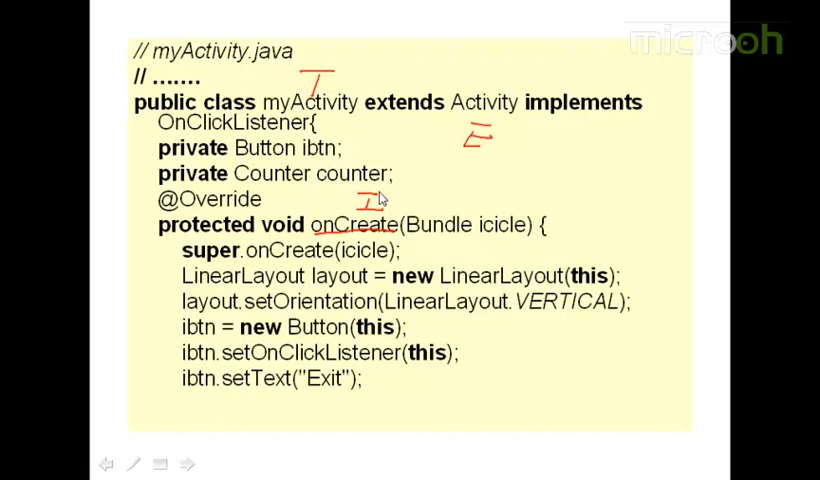 microoh
// myActivity.java
// .......
T
public class myActivity extends Activity implements
OnClickListener{
E
private Button ibtn;
private Counter counter;
@Override
I
protected void onCreate(Bundle icicle) {
super.onCreate(icicle);
LinearLayout layout = new LinearLayout(this);
layout.setOrientation(LinearLayout.VERTICAL);
ibtn = new Button(this);
ibtn.setOnClickListener(this);
ibtn.setText("Exit");